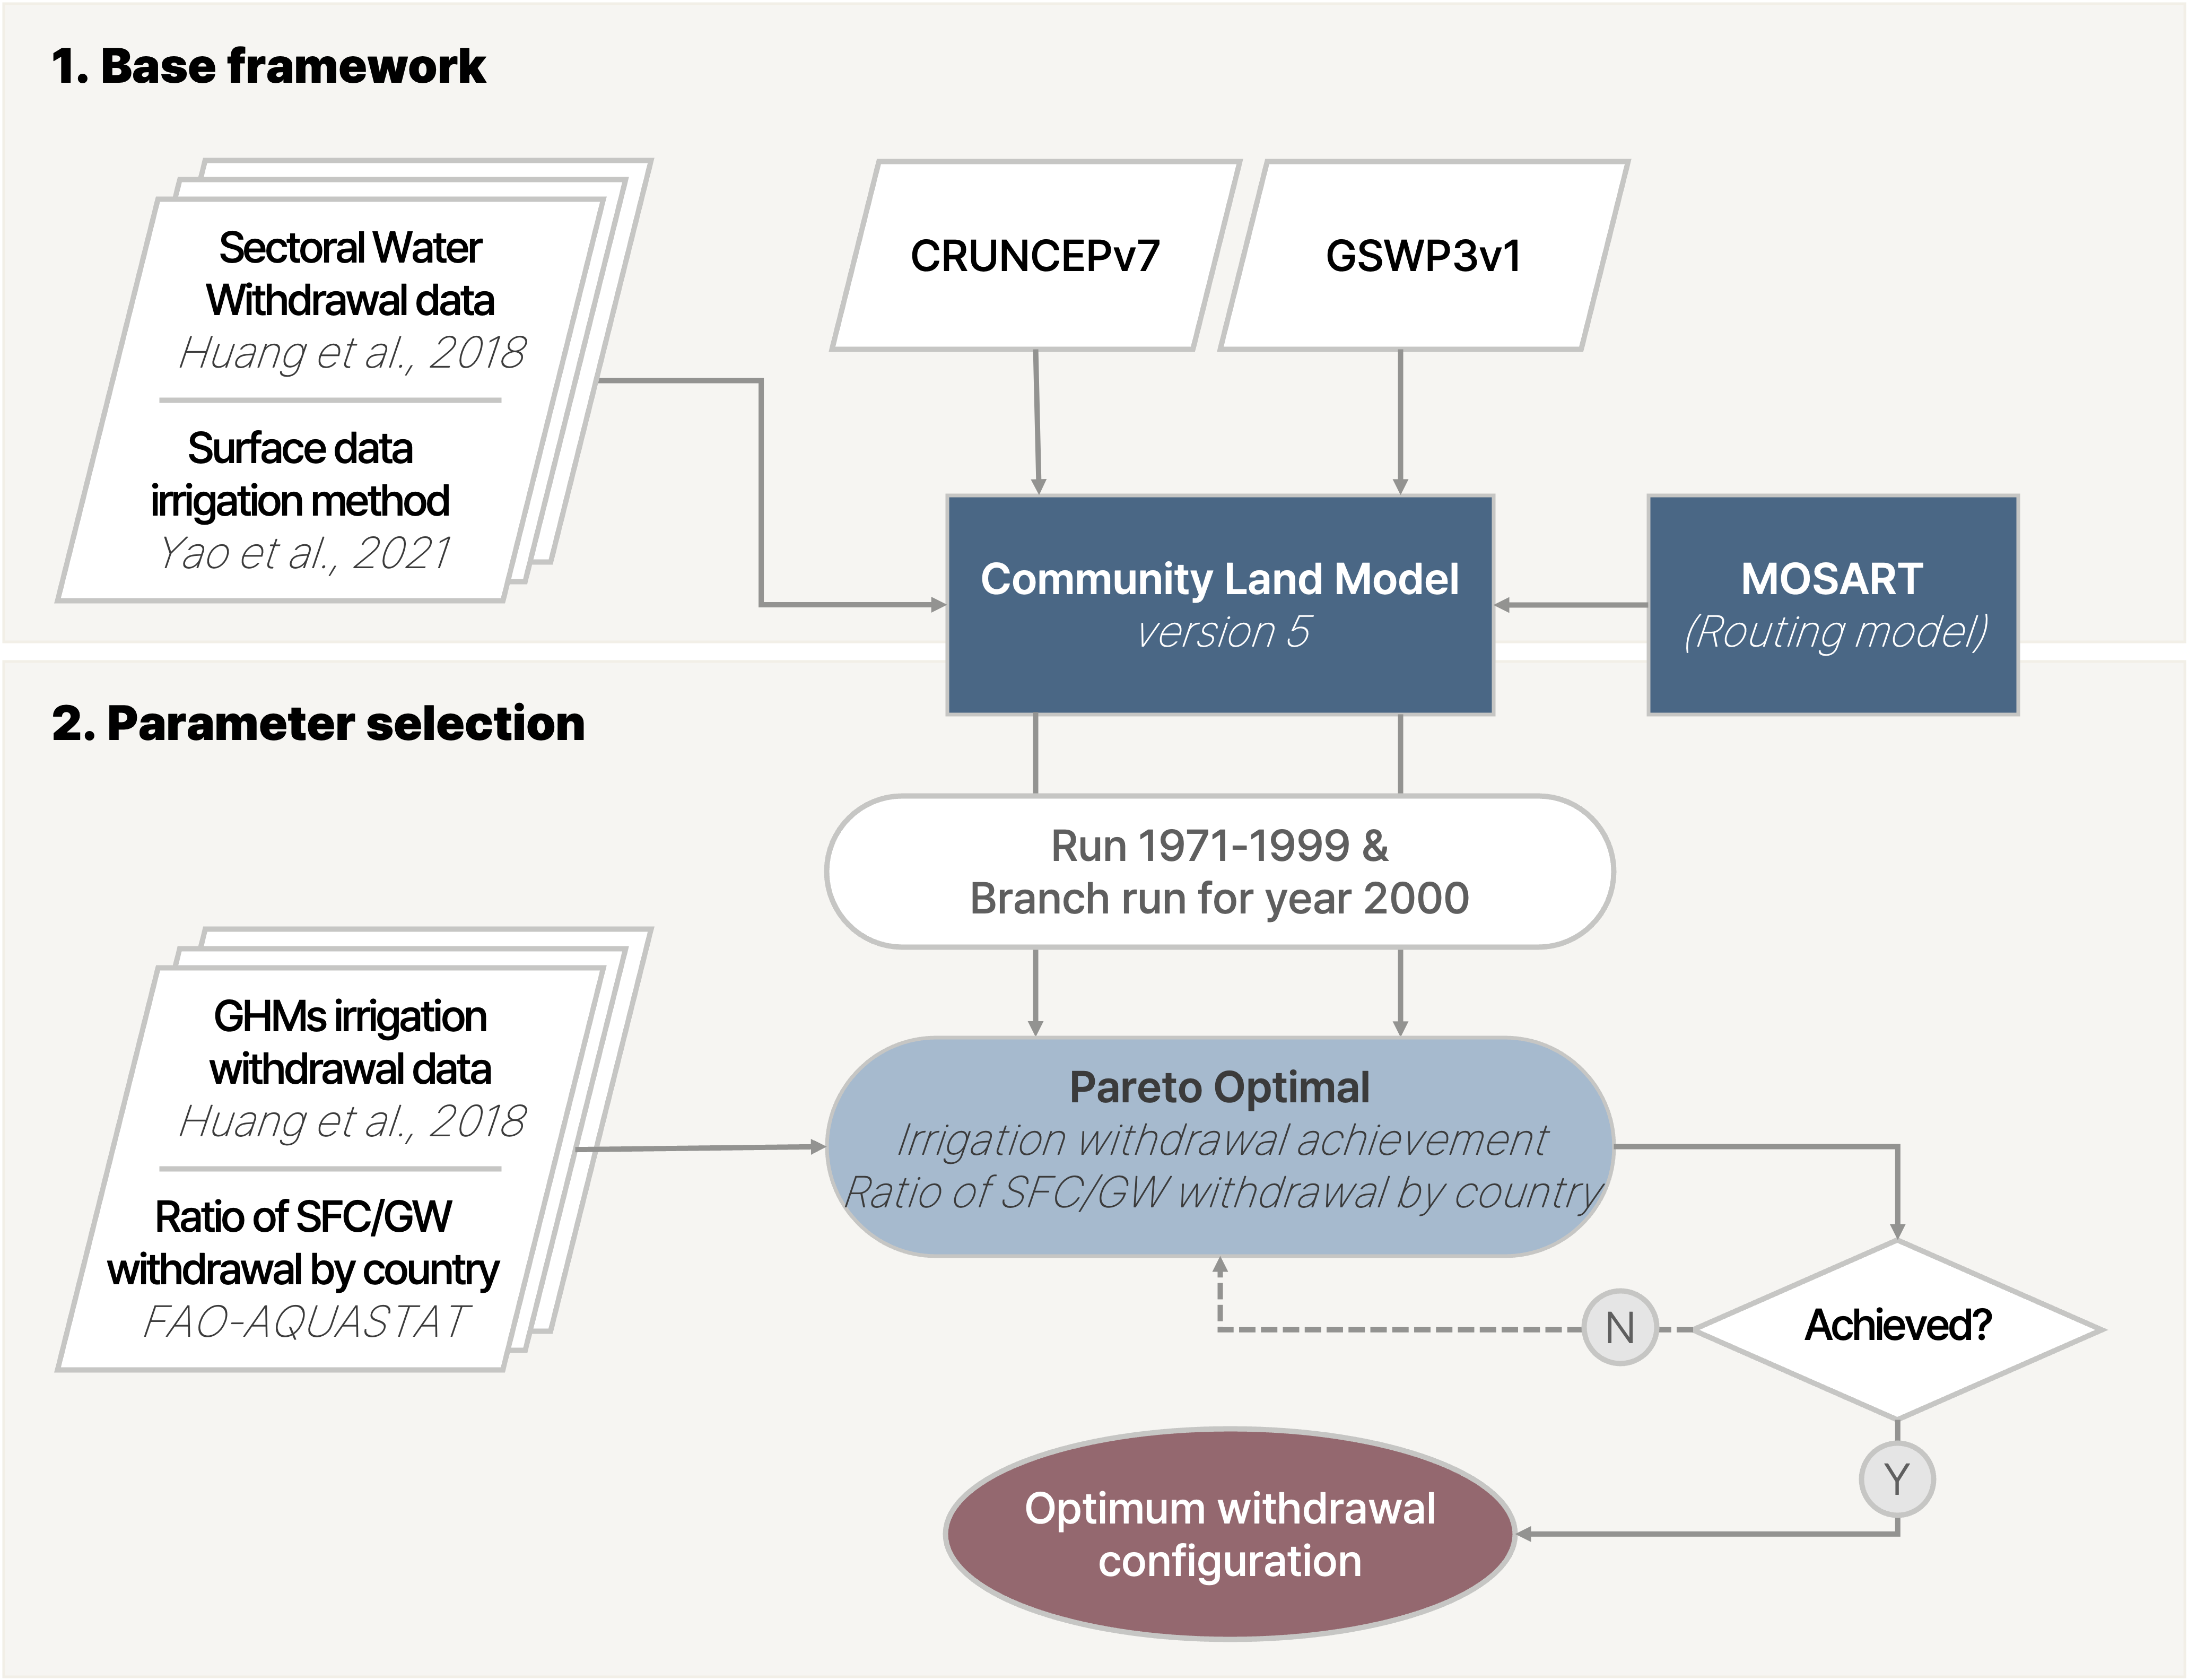 1. Base framework
Sectoral Water
Withdrawal data
Huang et al., 2018
Surface data
irrigation method
Yao et al., 2021
CRUNCEPv7
GSWP3v1
Community Land Model
version 5
MOSART
(Routing model)
2. Parameter selection
Run 1971-1999 &
Branch run for year 2000
GHMs irrigation
withdrawal data
Huang et al., 2018
Ratio of SFC/GW
withdrawal by country
FAO-AQUASTAT
Pareto Optimal
Irrigation withdrawal achievement
Ratio of SFC/GW withdrawal by country
Achieved?
N
Y
Optimum withdrawal
configuration